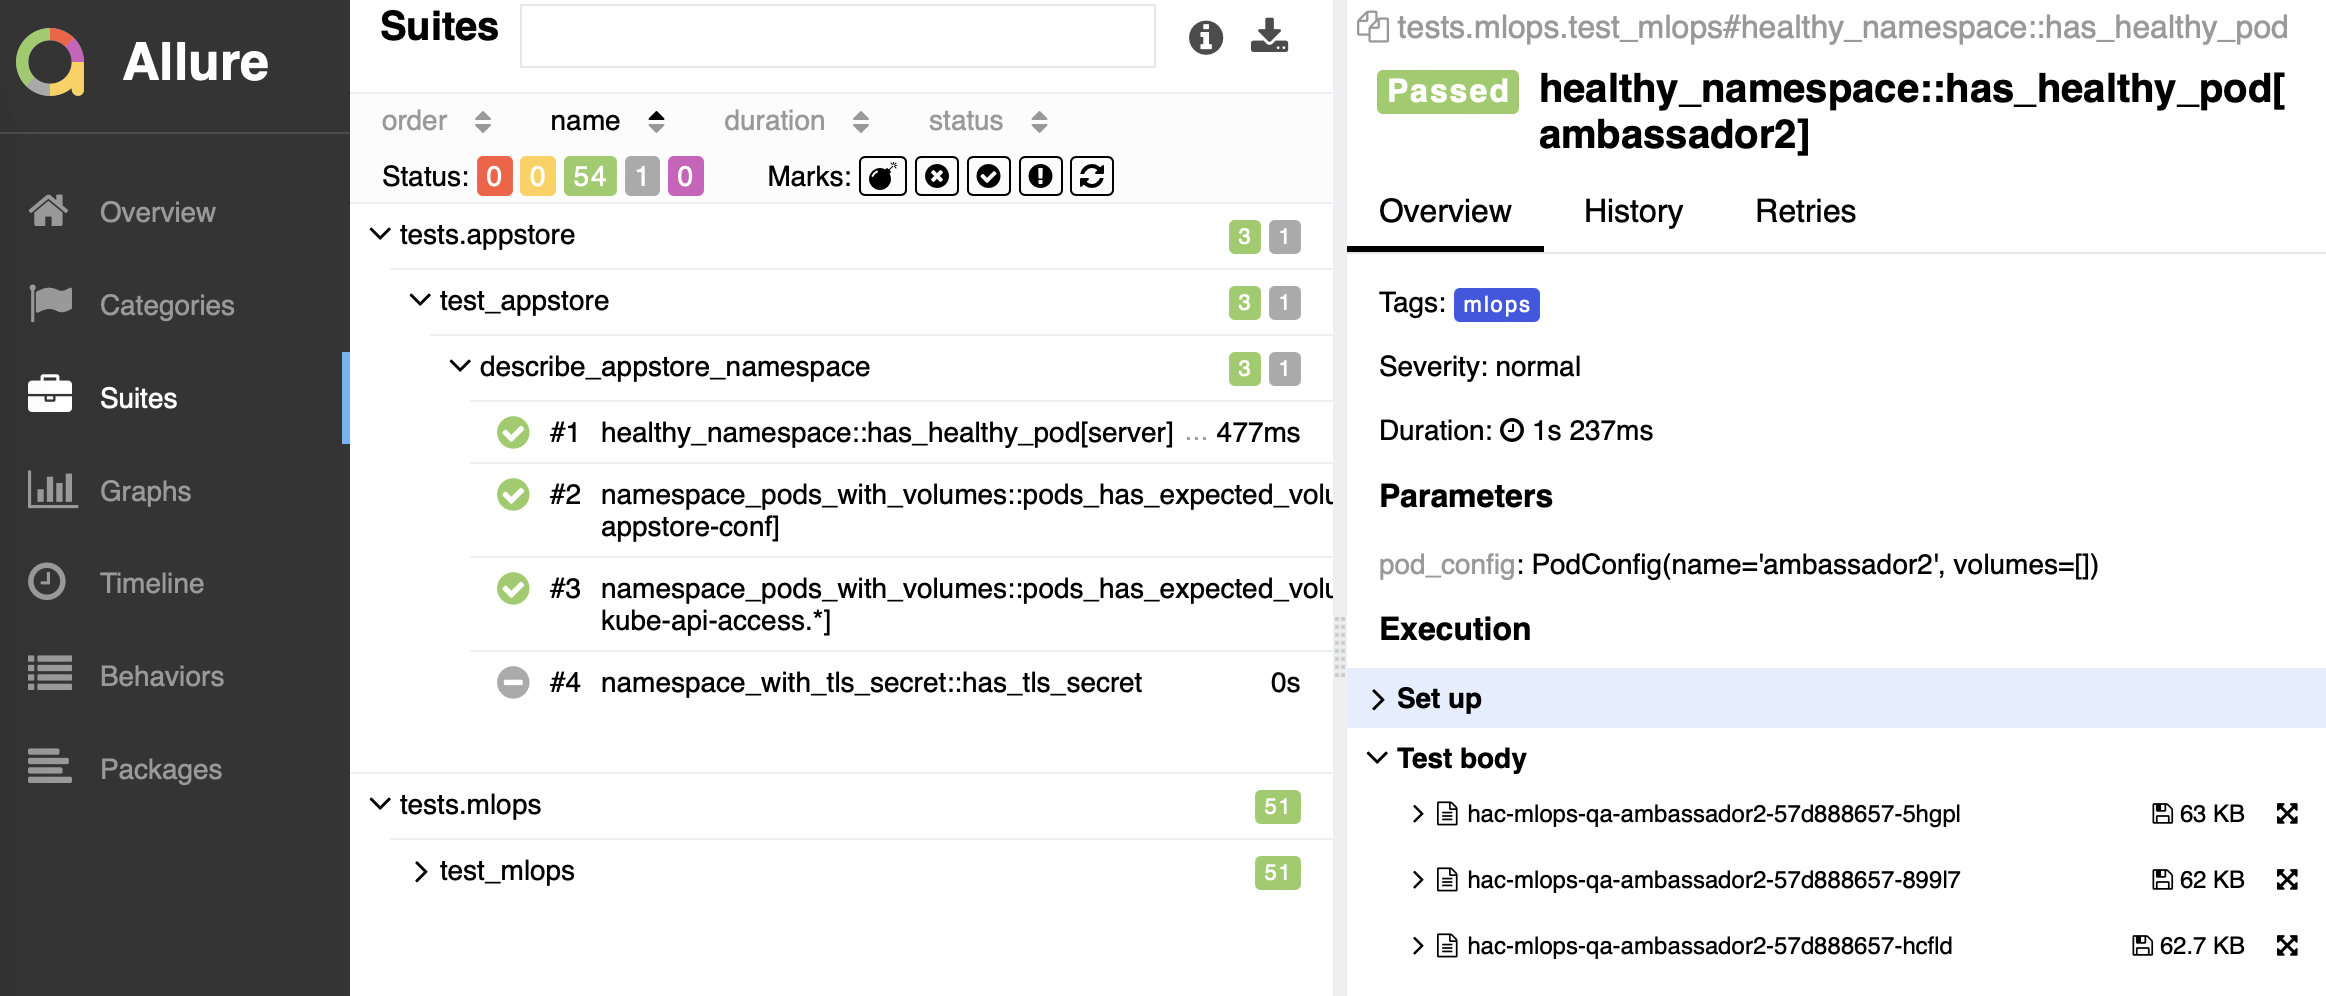 Allure
Overview
Categories
Suites
Graphs
Timeline
Behaviors
Packages
Suites
order name duration status
Status: 0 0 54 1 0 Marks:
tests.appstore 3 1
test_appstore 3 1
describe_appstore_namespace 3 1
#1 healthy_namespace::has_healthy_pod[server] ... 477ms
#2 namespace_pods_with_volumes::pods_has_expected_volu
appstore-conf]
#3 namespace_pods_with_volumes::pods_has_expected_volu
kube-api-access.*]
#4 namespace_with_tls_secret::has_tls_secret 0s
tests.mlops 51
test_mlops 51
tests.mlops.test_mlops#healthy_namespace::has_healthy_pod
Passed healthy_namespace::has_healthy_pod[
ambassador2]
Overview History Retries
Tags: mlops
Severity: normal
Duration: 1s 237ms
Parameters
pod_config: PodConfig(name='ambassador2', volumes=[])
Execution
Set up
Test body
hac-mlops-qa-ambassador2-57d888657-5hgpl 63 KB
hac-mlops-qa-ambassador2-57d888657-899l7 62 KB
hac-mlops-qa-ambassador2-57d888657-hcfld 62.7 KB